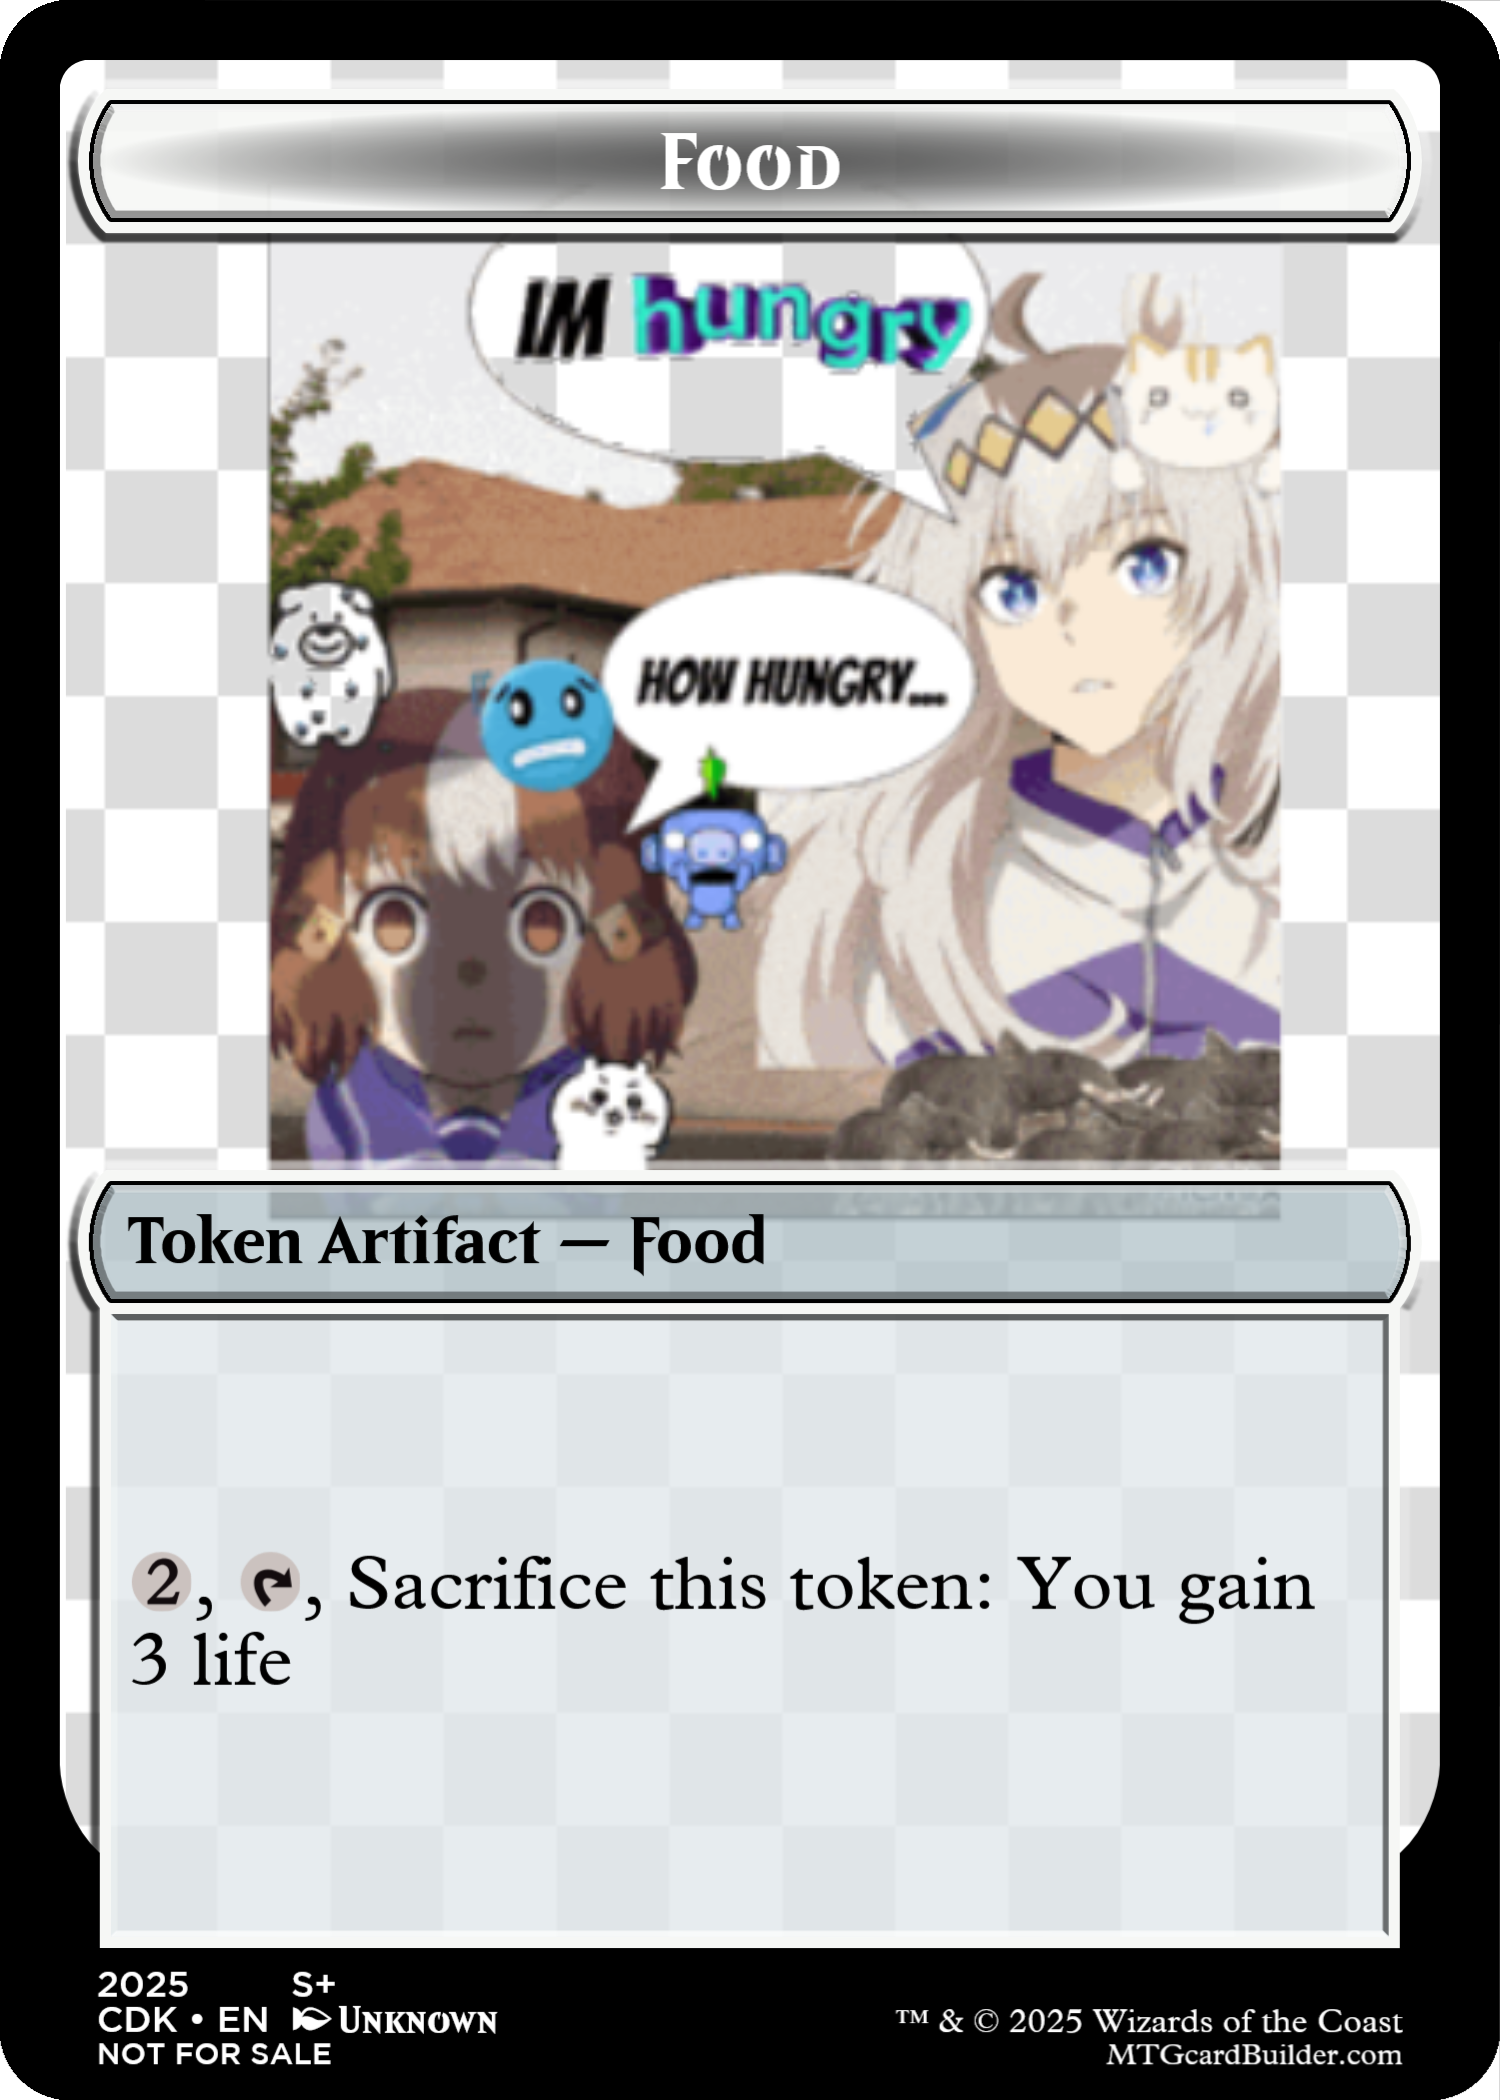 Food
IM hungry
HOW HUNGRY...
Token Artifact — Food
2, , Sacrifice this token: You gain
3 life
2025 S+
CDK • EN Unknown
NOT FOR SALE
™ & © 2025 Wizards of the Coast
MTGcardBuilder.com